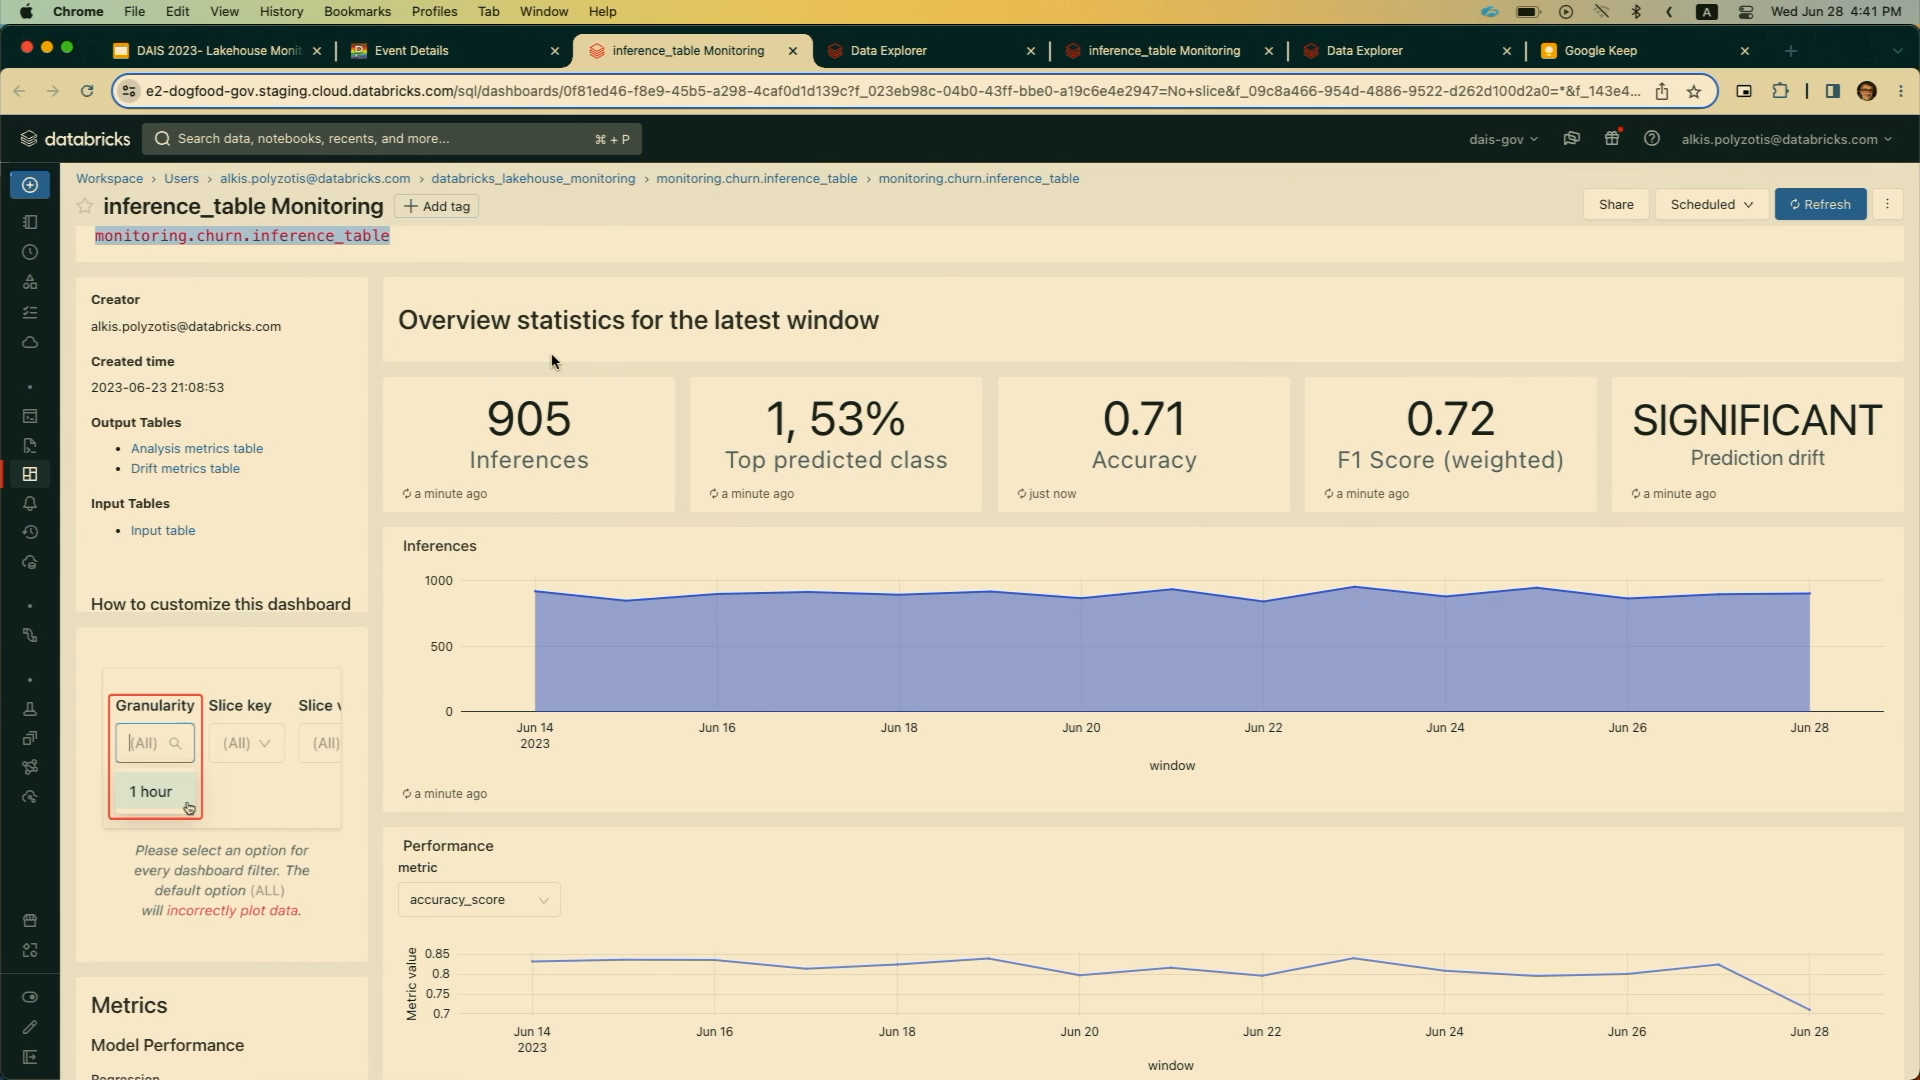 Chrome File Edit View History Bookmarks Profiles Tab Window Help
A Wed Jun 28 4:41 PM
DAIS 2023- Lakehouse Monit
Event Details
inference_table Monitoring
Data Explorer
inference_table Monitoring
Data Explorer
Google Keep
e2-dogfood-gov.staging.cloud.databricks.com/sql/dashboards/0f81ed46-f8e9-45b5-a298-4caf0d1d139c?f_023eb98c-04b0-43ff-bbe0-a19c6e4e2947=No+slice&f_09c8a466-954d-4886-9522-d262d100d2a0=*&f_143e4...
databricks
Search data, notebooks, recents, and more...
⌘ + P
dais-gov
alkis.polyzotis@databricks.com
Workspace > Users > alkis.polyzotis@databricks.com > databricks_lakehouse_monitoring > monitoring.churn.inference_table > monitoring.churn.inference_table
inference_table Monitoring
+ Add tag
Share
Scheduled
Refresh
monitoring.churn.inference_table
Creator
alkis.polyzotis@databricks.com
Created time
2023-06-23 21:08:53
Output Tables
• Analysis metrics table
• Drift metrics table
Input Tables
• Input table
How to customize this dashboard
Granularity Slice key Slice v
(All) (All) (All)
1 hour
Please select an option for
every dashboard filter. The
default option (ALL)
will incorrectly plot data.
Metrics
Model Performance
Regression
Overview statistics for the latest window
905
Inferences
a minute ago
1, 53%
Top predicted class
a minute ago
0.71
Accuracy
just now
0.72
F1 Score (weighted)
a minute ago
SIGNIFICANT
Prediction drift
a minute ago
Inferences
1000
500
0
Jun 14 Jun 16 Jun 18 Jun 20 Jun 22 Jun 24 Jun 26 Jun 28
2023
window
a minute ago
Performance
metric
accuracy_score
Metric value
0.85
0.8
0.75
0.7
Jun 14 Jun 16 Jun 18 Jun 20 Jun 22 Jun 24 Jun 26 Jun 28
2023
window